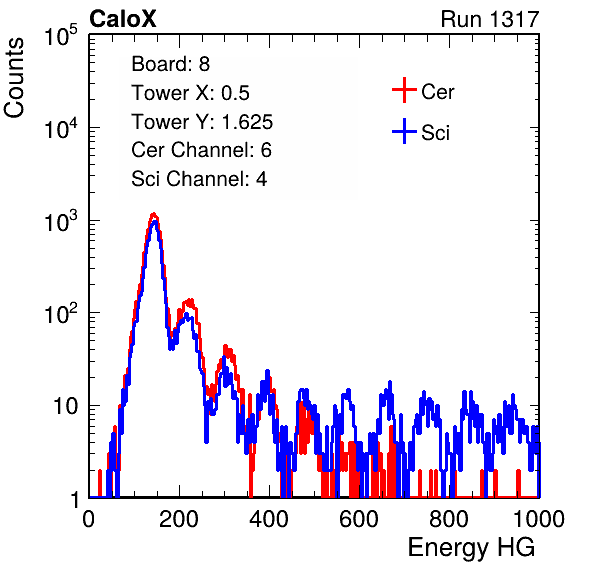 CaloX Run 1317
Counts
Board: 8
Tower X: 0.5
Tower Y: 1.625
Cer Channel: 6
Sci Channel: 4
Cer
Sci
10^5
10^4
10^3
10^2
10
1
0 200 400 600 800 1000
Energy HG